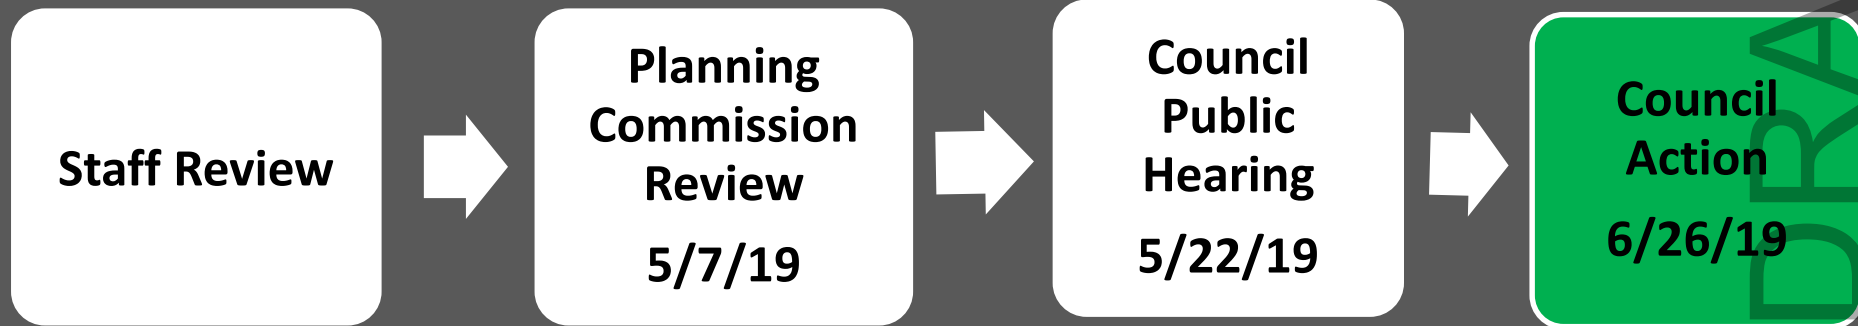 Staff Review
Planning
Commission
Review
5/7/19
Council
Public
Hearing
5/22/19
Council
Action
6/26/19
DRA